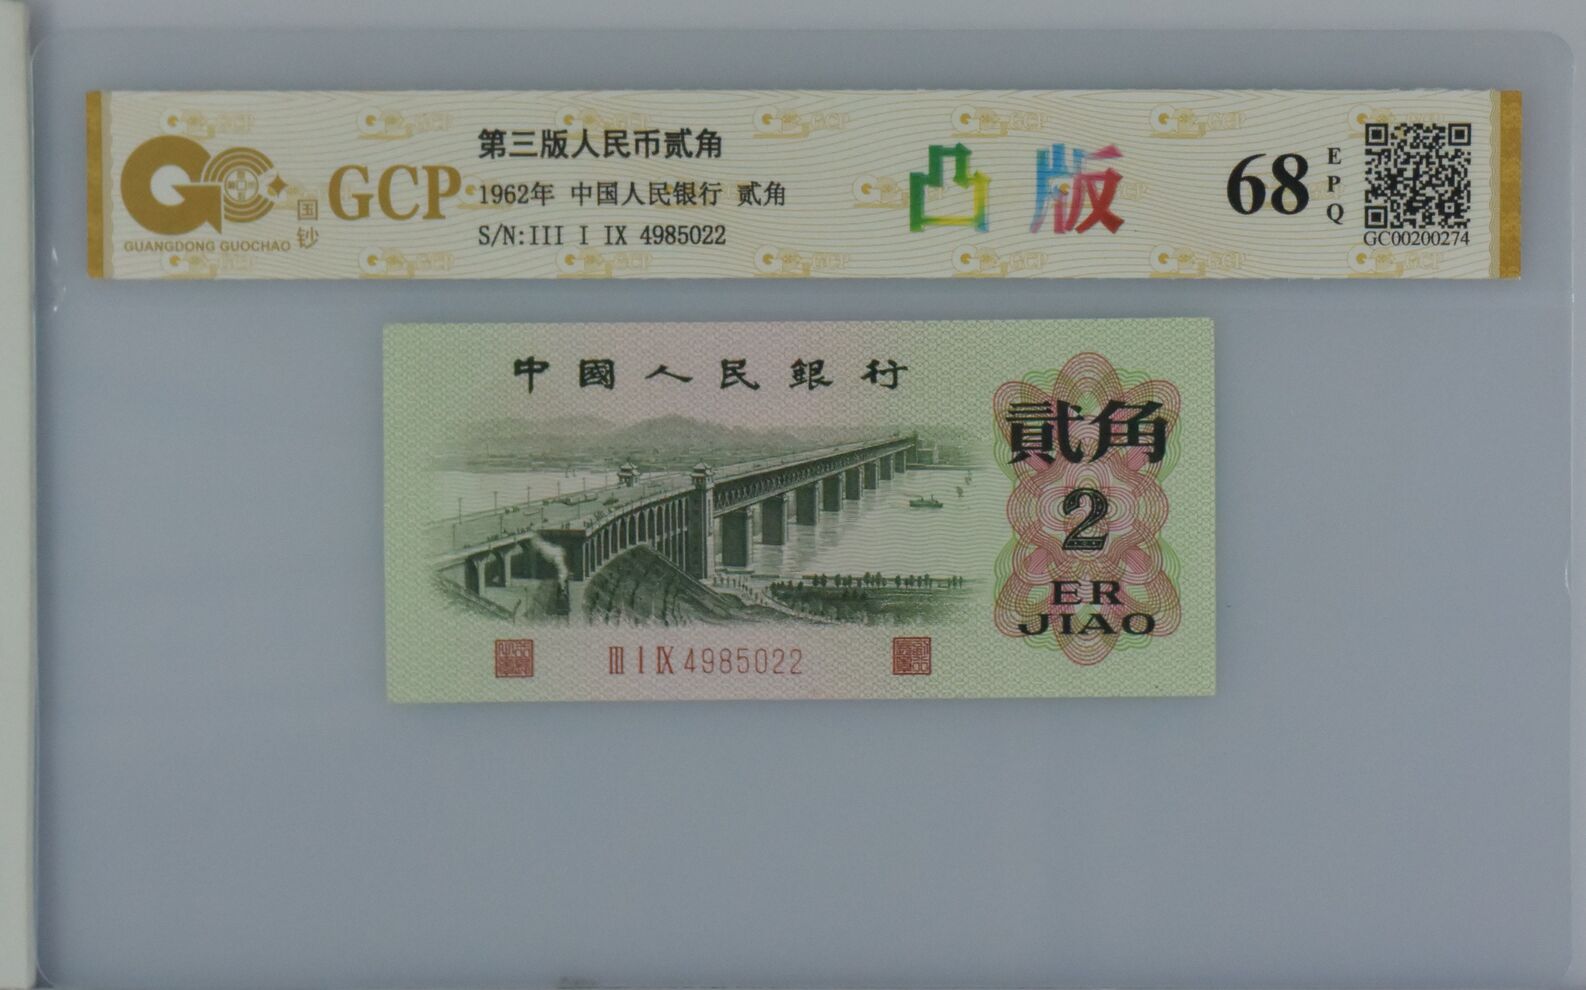 第三版人民币贰角
1962年 中国人民银行 贰角
S/N:III I IX 4985022
GUANGDONG GUOCHAO
国钞
GCP
凸版
68
EPQ
GC00200274
中國人民銀行
貳角
2
ER
JIAO
III I IX 4985022